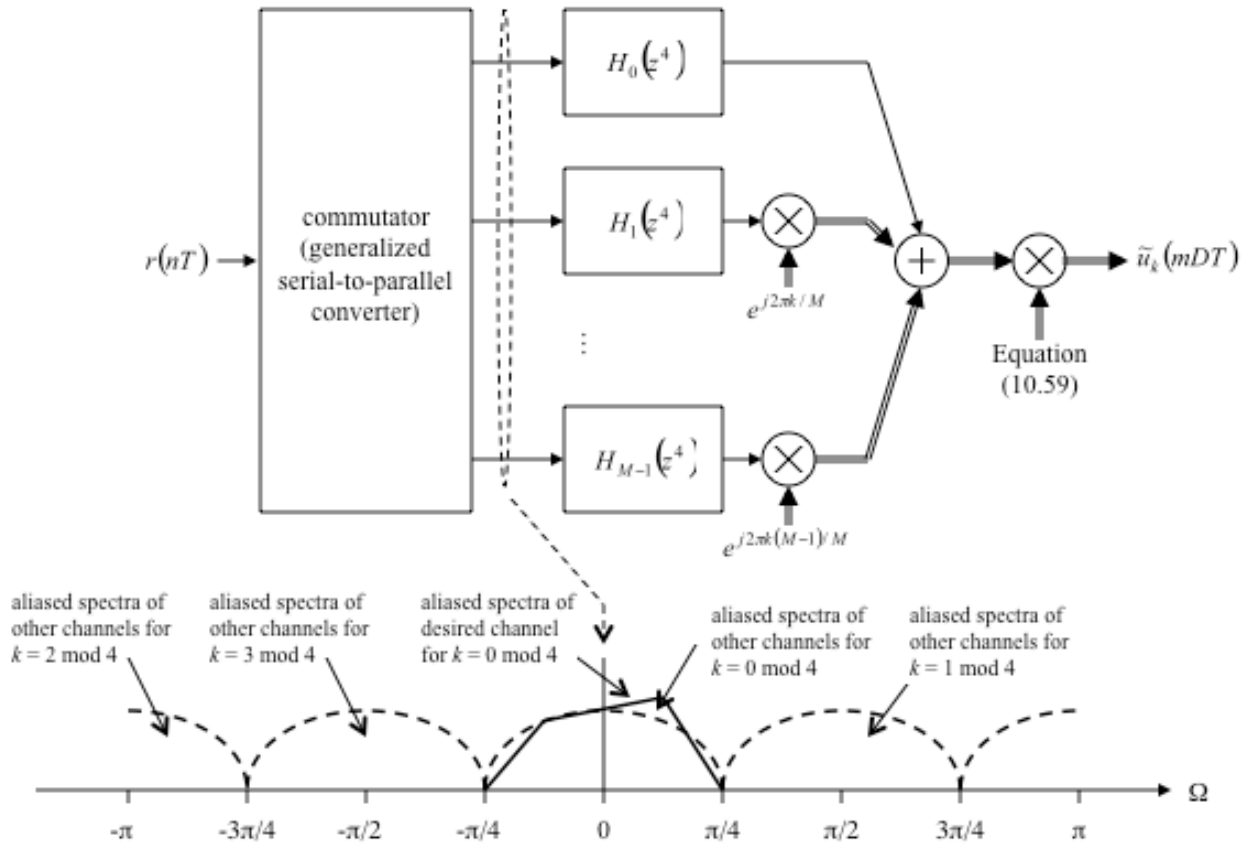 H₀(z⁴)
commutator
(generalized
serial-to-parallel
converter)
r(nT)
H₁(z⁴)
e^{j2πk/M}
ũₖ(mDT)
Equation
(10.59)
⋮
H_{M−1}(z⁴)
e^{j2πk(M−1)/M}
aliased spectra of
other channels for
k = 2 mod 4
aliased spectra of
other channels for
k = 3 mod 4
aliased spectra of
desired channel
for k = 0 mod 4
aliased spectra of
other channels for
k = 0 mod 4
aliased spectra of
other channels for
k = 1 mod 4
Ω
-π -3π/4 -π/2 -π/4 0 π/4 π/2 3π/4 π